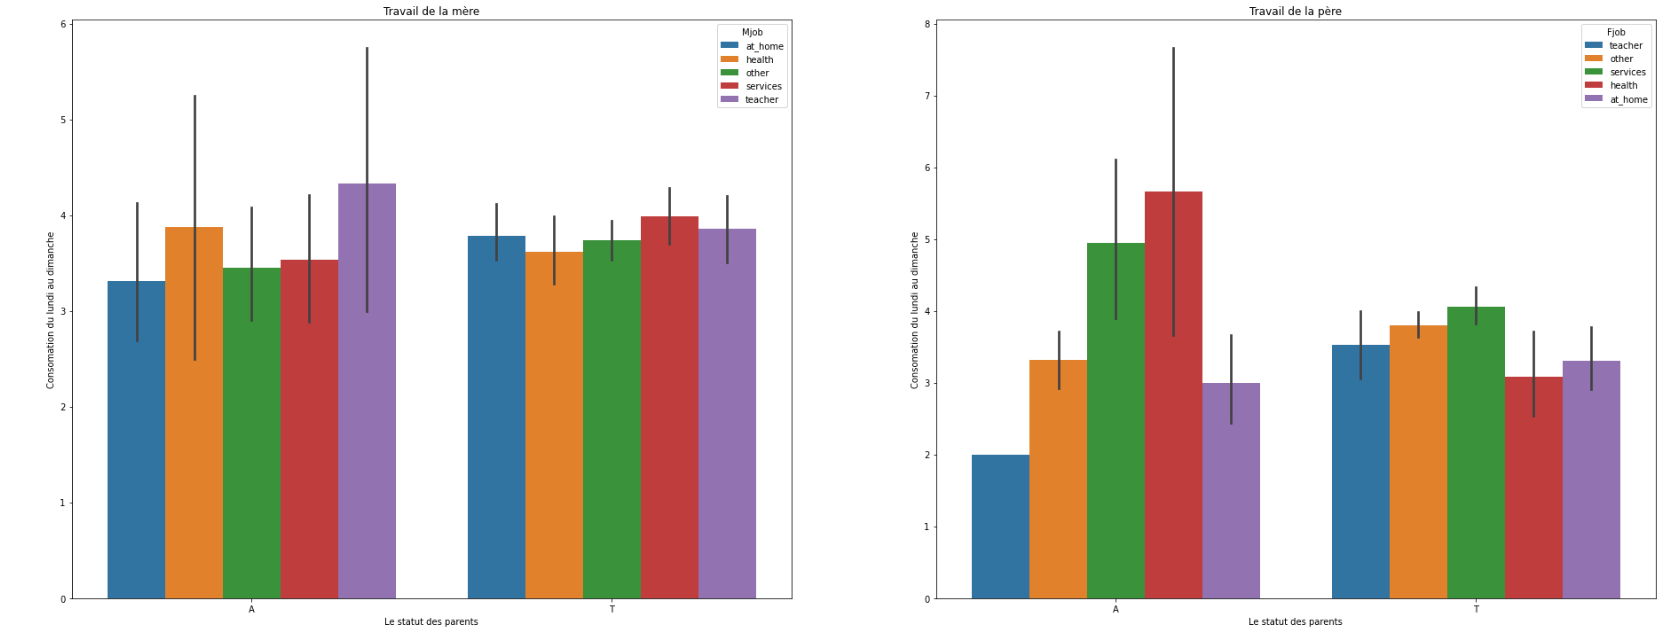 Travail de la mère
6
5
4
3
2
1
0
Consomation du lundi au dimanche
Mjob
at_home
health
other
services
teacher
A
T
Le statut des parents
Travail de la père
8
7
6
5
4
3
2
1
0
Consomation du lundi au dimanche
Fjob
teacher
other
services
health
at_home
A
T
Le statut des parents